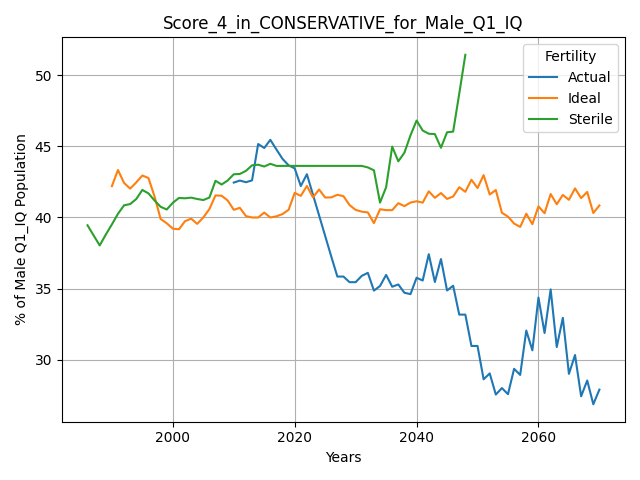 Score_4_in_CONSERVATIVE_for_Male_Q1_IQ
Fertility
Actual
Ideal
Sterile
% of Male Q1_IQ Population
50
45
40
35
30
2000
2020
2040
2060
Years